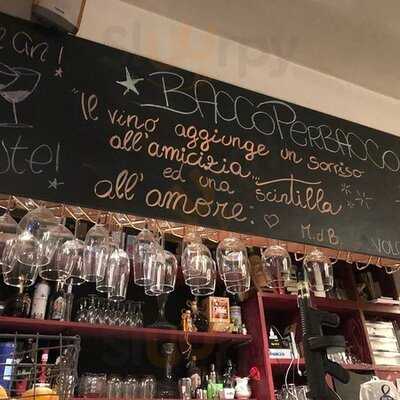 BACCOPERBACCO
"Il vino aggiunge un sorriso
all'amicizia...
ed una scintilla
all'amore.
M. d B.